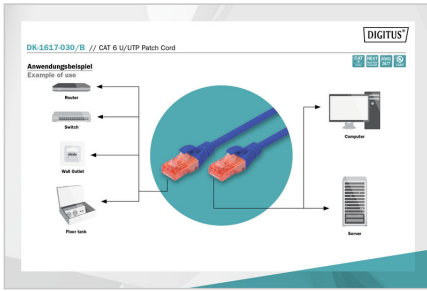 DIGITUS®
DK-1617-030/B // CAT 6 U/UTP Patch Cord
Anwendungsbeispiel
Example of use
Router
Switch
Wall Outlet
Floor tank
Computer
Server